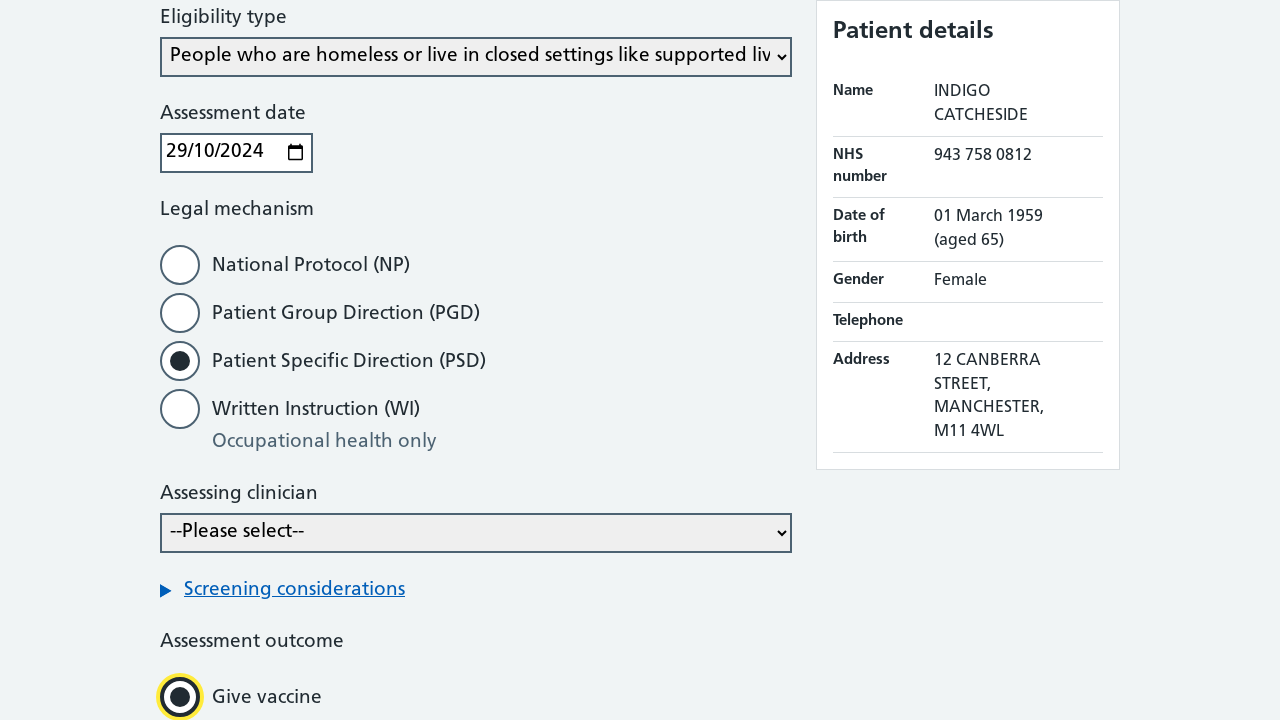 Eligibility type
People who are homeless or live in closed settings like supported liv
Assessment date
29/10/2024
Legal mechanism
National Protocol (NP)
Patient Group Direction (PGD)
Patient Specific Direction (PSD)
Written Instruction (WI)
Occupational health only
Assessing clinician
--Please select--
Screening considerations
Assessment outcome
Give vaccine
Patient details
Name
INDIGO
CATCHESIDE
NHS
number
943 758 0812
Date of
birth
01 March 1959
(aged 65)
Gender
Female
Telephone
Address
12 CANBERRA
STREET,
MANCHESTER,
M11 4WL